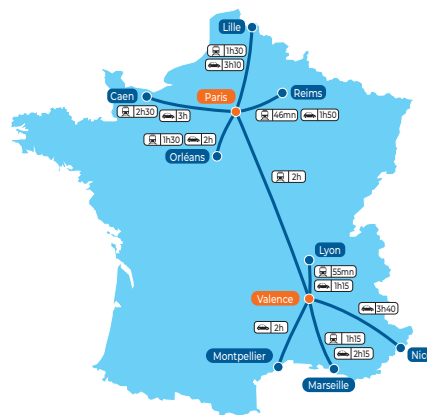 Lille
1h30
3h10
Caen
Paris
Reims
2h30
3h
46mn
1h50
1h30
2h
Orléans
2h
Lyon
55mn
1h15
Valence
3h40
2h
1h15
2h15
Montpellier
Nic
Marseille